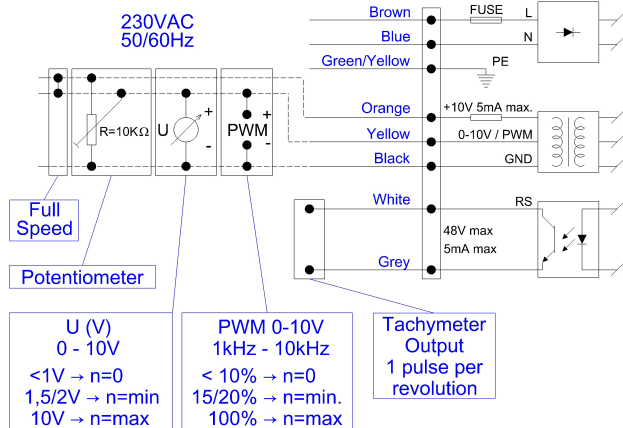 230VAC
50/60Hz
Brown
FUSE
L
Blue
N
Green/Yellow
PE
Orange
+10V 5mA max.
Yellow
0-10V / PWM
Black
GND
R=10KΩ
U
+
-
PWM
+
-
White
RS
48V max
5mA max
Grey
Full
Speed
Potentiometer
U (V)
0 - 10V
<1V → n=0
1,5/2V → n=min
10V → n=max
PWM 0-10V
1kHz - 10kHz
< 10% → n=0
15/20% → n=min.
100% → n=max
Tachymeter
Output
1 pulse per
revolution